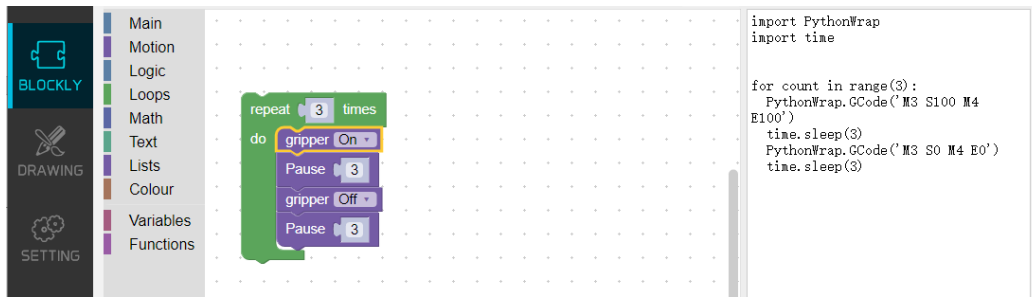 BLOCKLY
DRAWING
SETTING
Main
Motion
Logic
Loops
Math
Text
Lists
Colour
Variables
Functions
repeat 3 times
do gripper On
Pause 3
gripper Off
Pause 3
import PythonWrap
import time
for count in range(3):
PythonWrap.GCode('M3 S100 M4
E100')
time.sleep(3)
PythonWrap.GCode('M3 S0 M4 E0')
time.sleep(3)